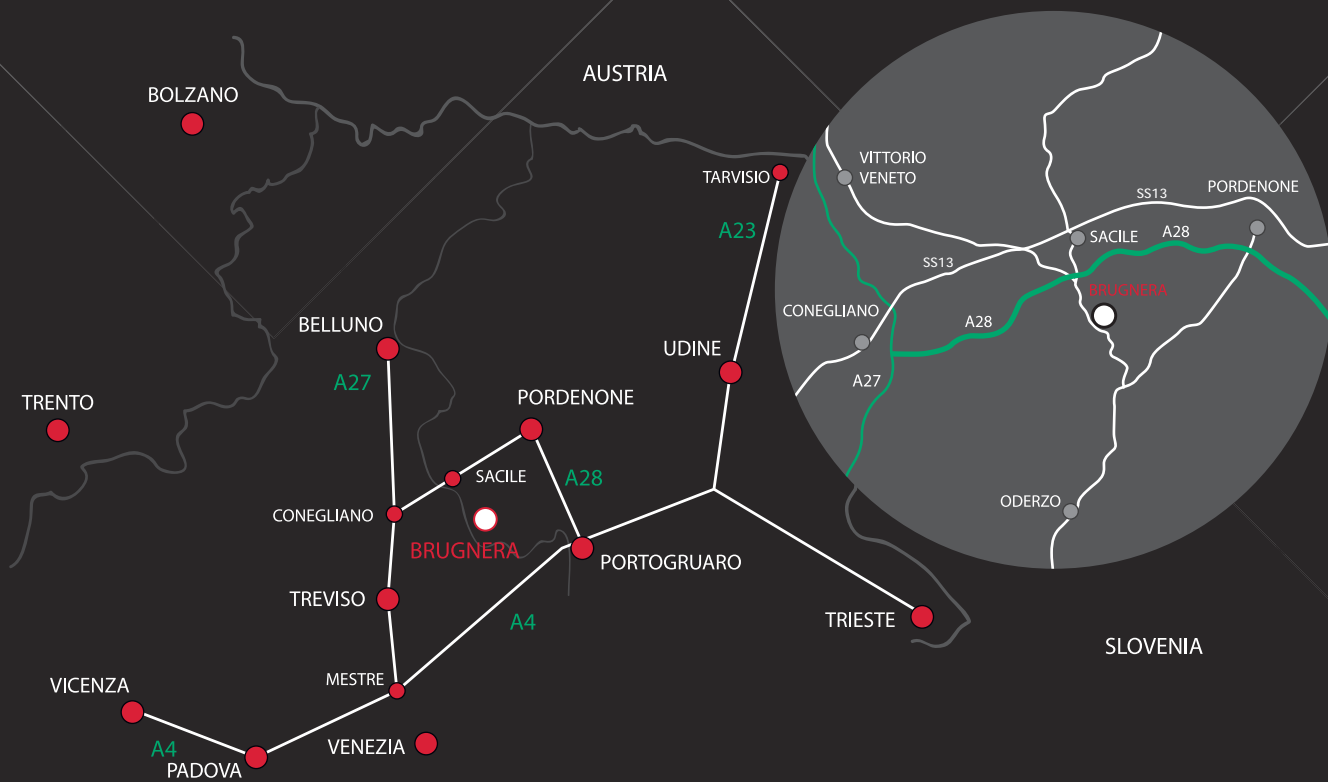 AUSTRIA
BOLZANO
TARVISIO
A23
BELLUNO
A27
UDINE
TRENTO
PORDENONE
SACILE
A28
CONEGLIANO
BRUGNERA
PORTOGRUARO
TREVISO
A4
TRIESTE
SLOVENIA
MESTRE
VICENZA
A4
PADOVA
VENEZIA
VITTORIO
VENETO
SS13
PORDENONE
SACILE
A28
SS13
BRUGNERA
CONEGLIANO
A28
A27
ODERZO